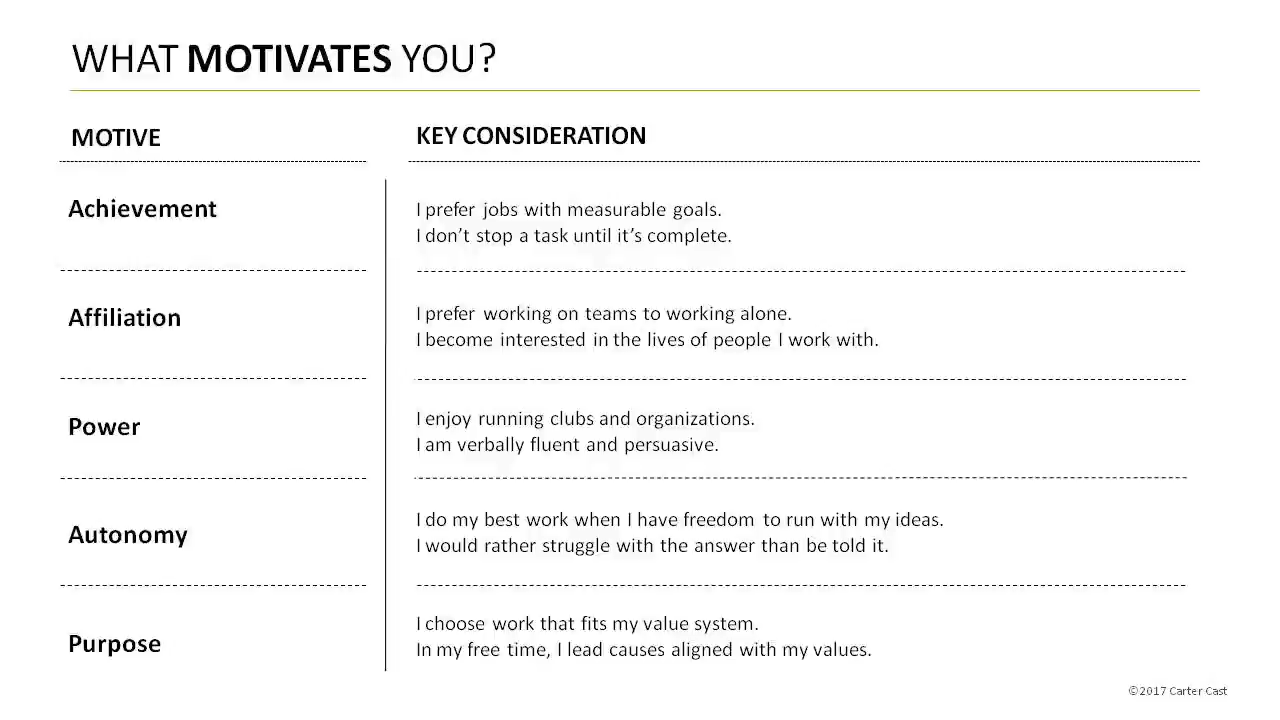 WHAT MOTIVATES YOU?
MOTIVE
KEY CONSIDERATION
Achievement
I prefer jobs with measurable goals.
I don’t stop a task until it’s complete.
Affiliation
I prefer working on teams to working alone.
I become interested in the lives of people I work with.
Power
I enjoy running clubs and organizations.
I am verbally fluent and persuasive.
Autonomy
I do my best work when I have freedom to run with my ideas.
I would rather struggle with the answer than be told it.
Purpose
I choose work that fits my value system.
In my free time, I lead causes aligned with my values.
©2017 Carter Cast